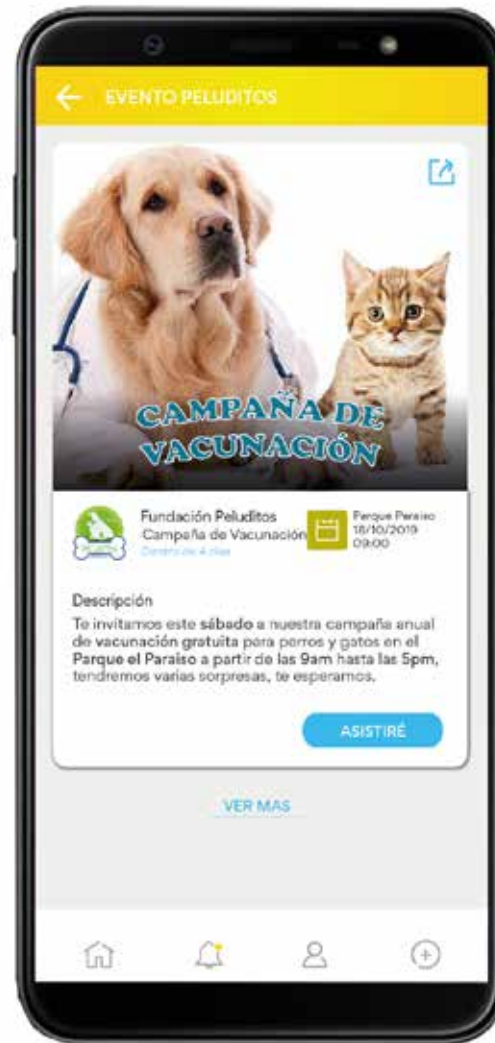 EVENTO PELUDITOS
CAMPAÑA DE
VACUNACIÓN
Fundación Peluditos
Campaña de Vacunación
Dentro de 4 días
Parque Paraiso
18/10/2019
09:00
Descripción
Te invitamos este sábado a nuestra campaña anual
de vacunación gratuita para perros y gatos en el
Parque el Paraiso a partir de las 9am hasta las 5pm,
tendremos varias sorpresas, te esperamos.
ASISTIRÉ
VER MAS